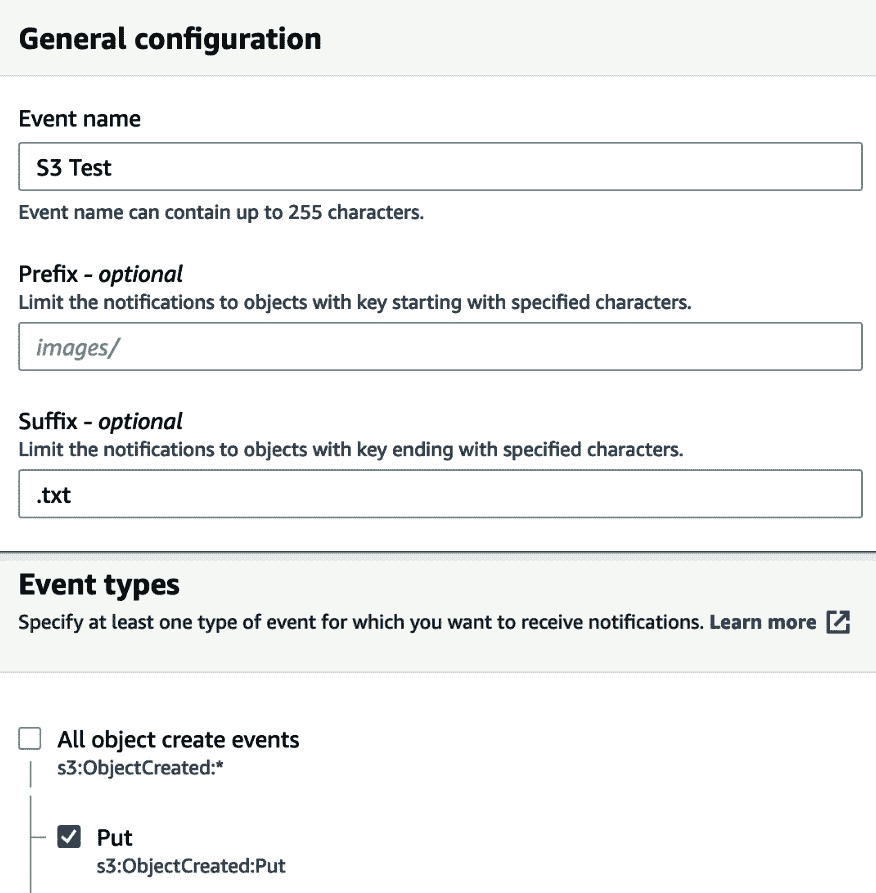 General configuration
Event name
S3 Test
Event name can contain up to 255 characters.
Prefix - optional
Limit the notifications to objects with key starting with specified characters.
images/
Suffix - optional
Limit the notifications to objects with key ending with specified characters.
.txt
Event types
Specify at least one type of event for which you want to receive notifications. Learn more
All object create events
s3:ObjectCreated:*
Put
s3:ObjectCreated:Put